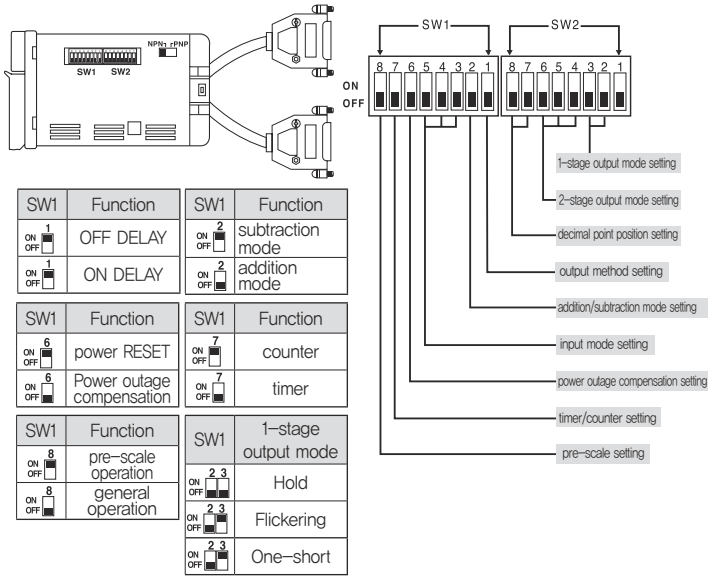 NPN PNP
SW1 SW2
SW1 SW2
8 7 6 5 4 3 2 1 8 7 6 5 4 3 2 1
ON
OFF
1-stage output mode setting
2-stage output mode setting
decimal point position setting
output method setting
addition/subtraction mode setting
input mode setting
power outage compensation setting
timer/counter setting
pre-scale setting
SW1 Function
1
ON
OFF
OFF DELAY
1
ON
OFF
ON DELAY
SW1 Function
2
ON
OFF
subtraction
mode
2
ON
OFF
addition
mode
SW1 Function
6
ON
OFF
power RESET
6
ON
OFF
Power outage
compensation
SW1 Function
7
ON
OFF
counter
7
ON
OFF
timer
SW1 Function
8
ON
OFF
pre-scale
operation
8
ON
OFF
general
operation
SW1
1-stage
output mode
2 3
ON
OFF
Hold
2 3
ON
OFF
Flickering
2 3
ON
OFF
One-short